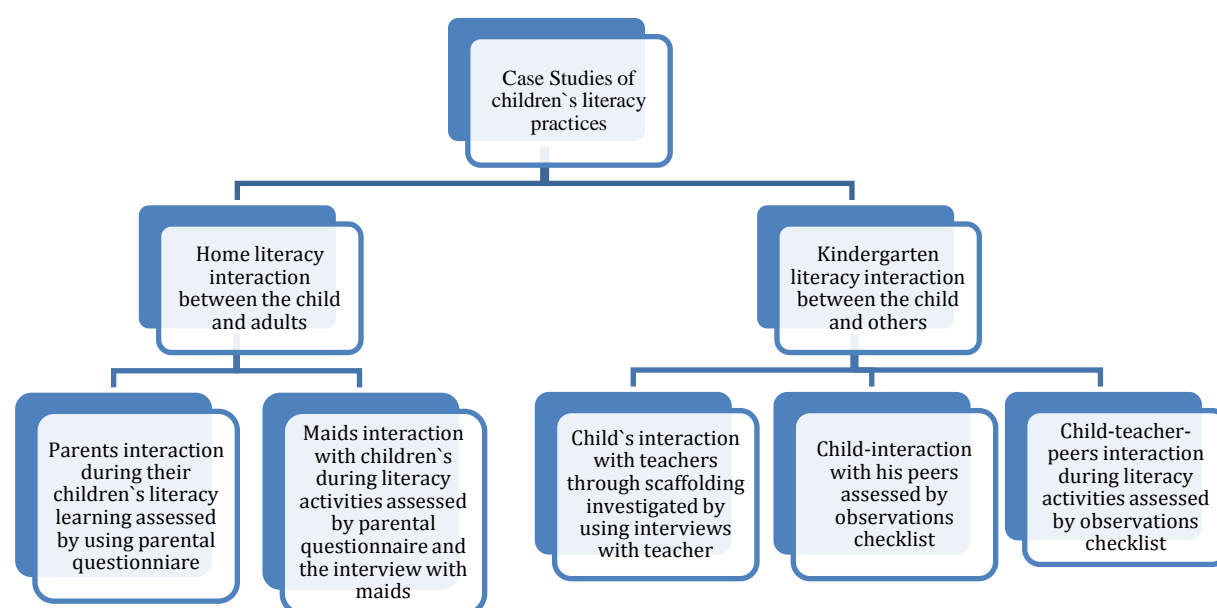 Case Studies of
children`s literacy
practices
Home literacy
interaction
between the child
and adults
Kindergarten
literacy interaction
between the child
and others
Parents interaction
during their
children`s literacy
learning assessed
by using parental
questionniare
Maids interaction
with children`s
during literacy
activities assessed
by parental
questionnaire and
the interview with
maids
Child`s interaction
with teachers
through scaffolding
investigated by
using interviews
with teacher
Child-interaction
with his peers
assessed by
observations
checklist
Child-teacher-
peers interaction
during literacy
activities assessed
by observations
checklist